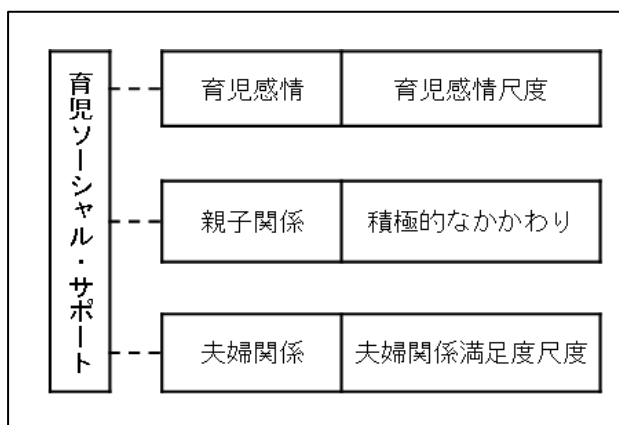 育児ソーシャル・サポート
育児感情 育児感情尺度
親子関係 積極的なかかわり
夫婦関係 夫婦関係満足度尺度